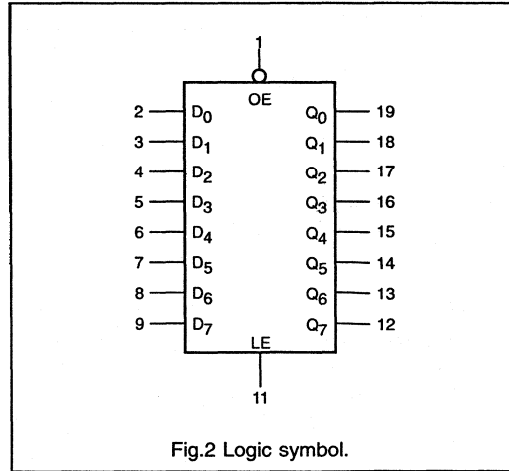 1
OE
2 D0 Q0 19
3 D1 Q1 18
4 D2 Q2 17
5 D3 Q3 16
6 D4 Q4 15
7 D5 Q5 14
8 D6 Q6 13
9 D7 Q7 12
LE
11
Fig.2 Logic symbol.